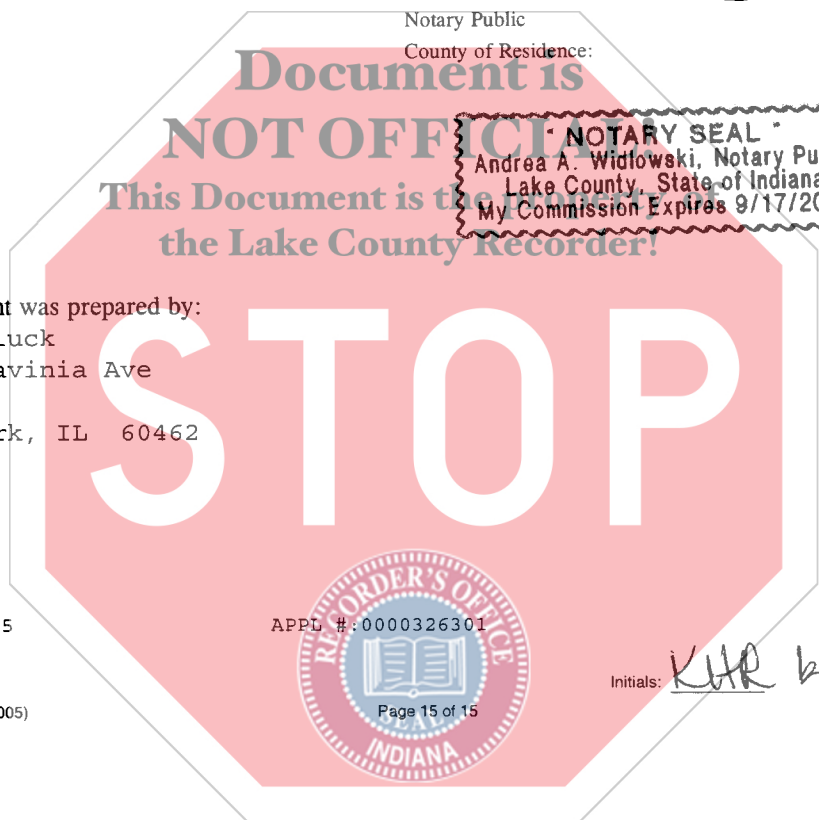 Notary Public
County of Residence:
Document is
NOT OFFICIAL!
This Document is the property of
the Lake County Recorder!
NOTARY SEAL
Andrea A. Widlowski, Notary Pu
Lake County, State of Indiana
My Commission Expires 9/17/20
nt was prepared by:
uck
avinia Ave
rk, IL 60462
STOP
5
APPL #:0000326301
RECORDER'S OFFICE
SEAL
INDIANA
Initials: KHR
005)
Page 15 of 15